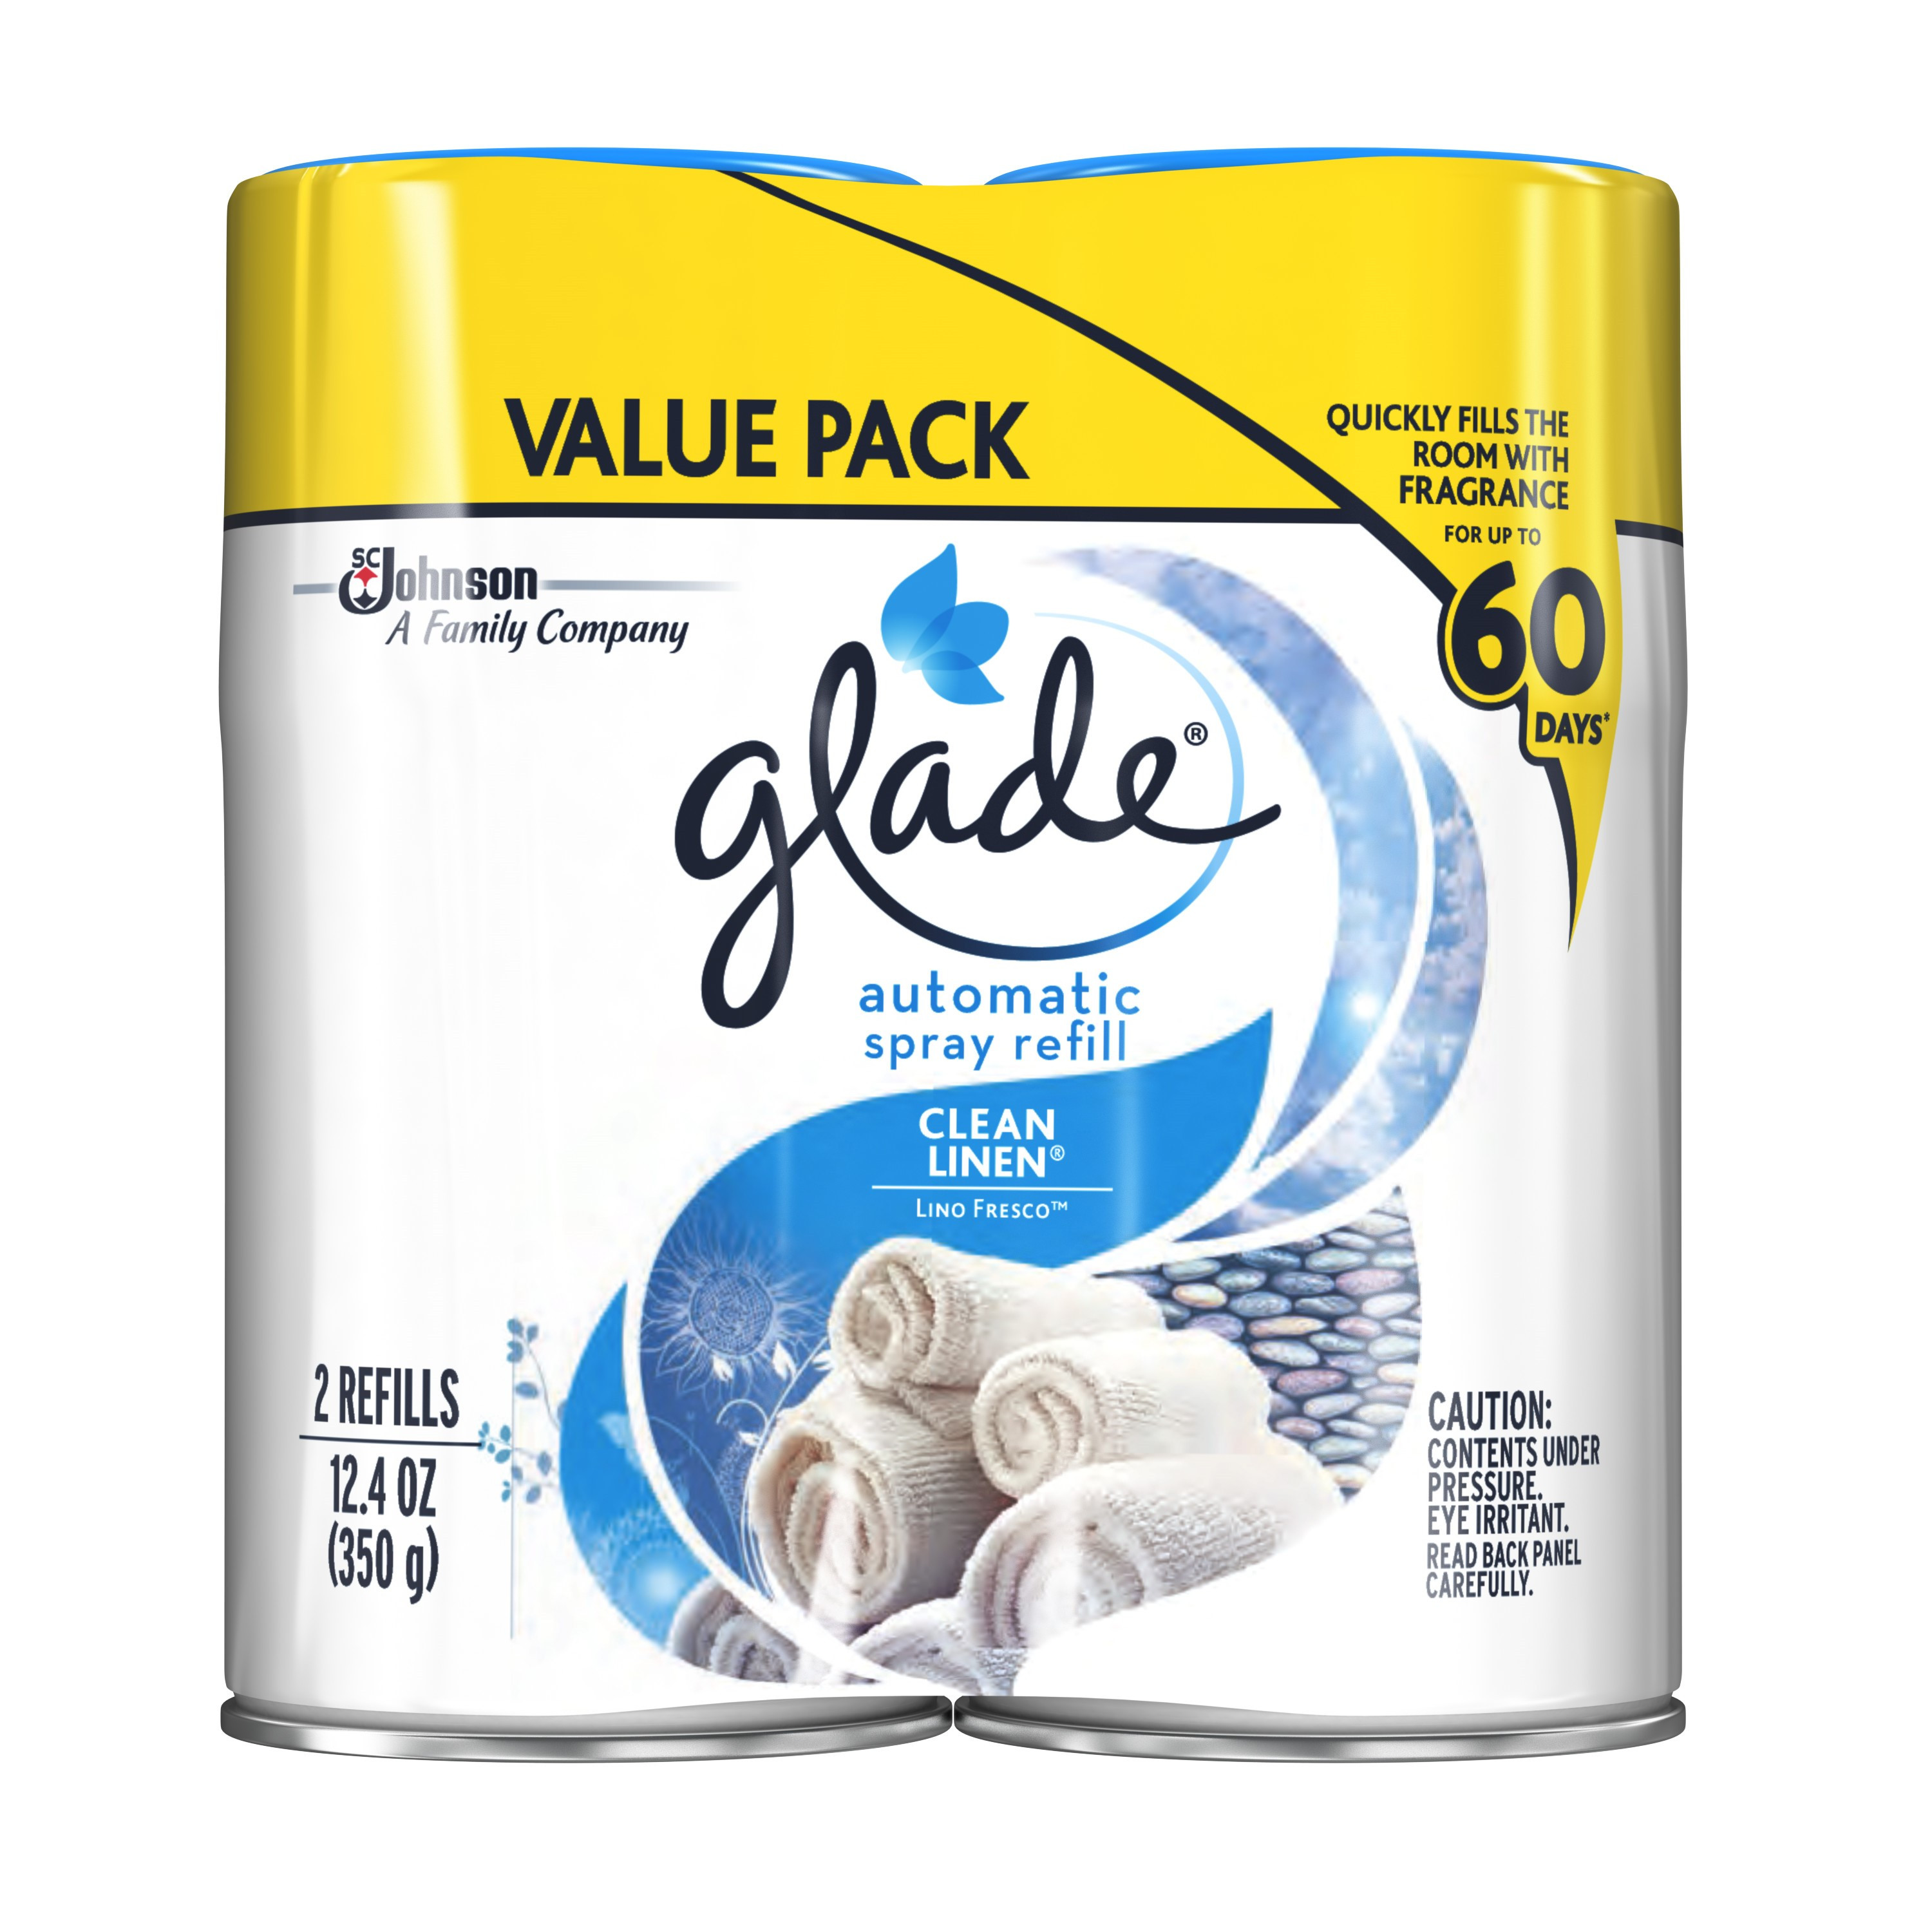 VALUE PACK
QUICKLY FILLS THE
ROOM WITH
FRAGRANCE
FOR UP TO
60
DAYS*
SC Johnson
A Family Company
glade®
automatic
spray refill
CLEAN
LINEN®
LINO FRESCO™
2 REFILLS
12.4 OZ
(350 g)
CAUTION:
CONTENTS UNDER
PRESSURE.
EYE IRRITANT.
READ BACK PANEL
CAREFULLY.